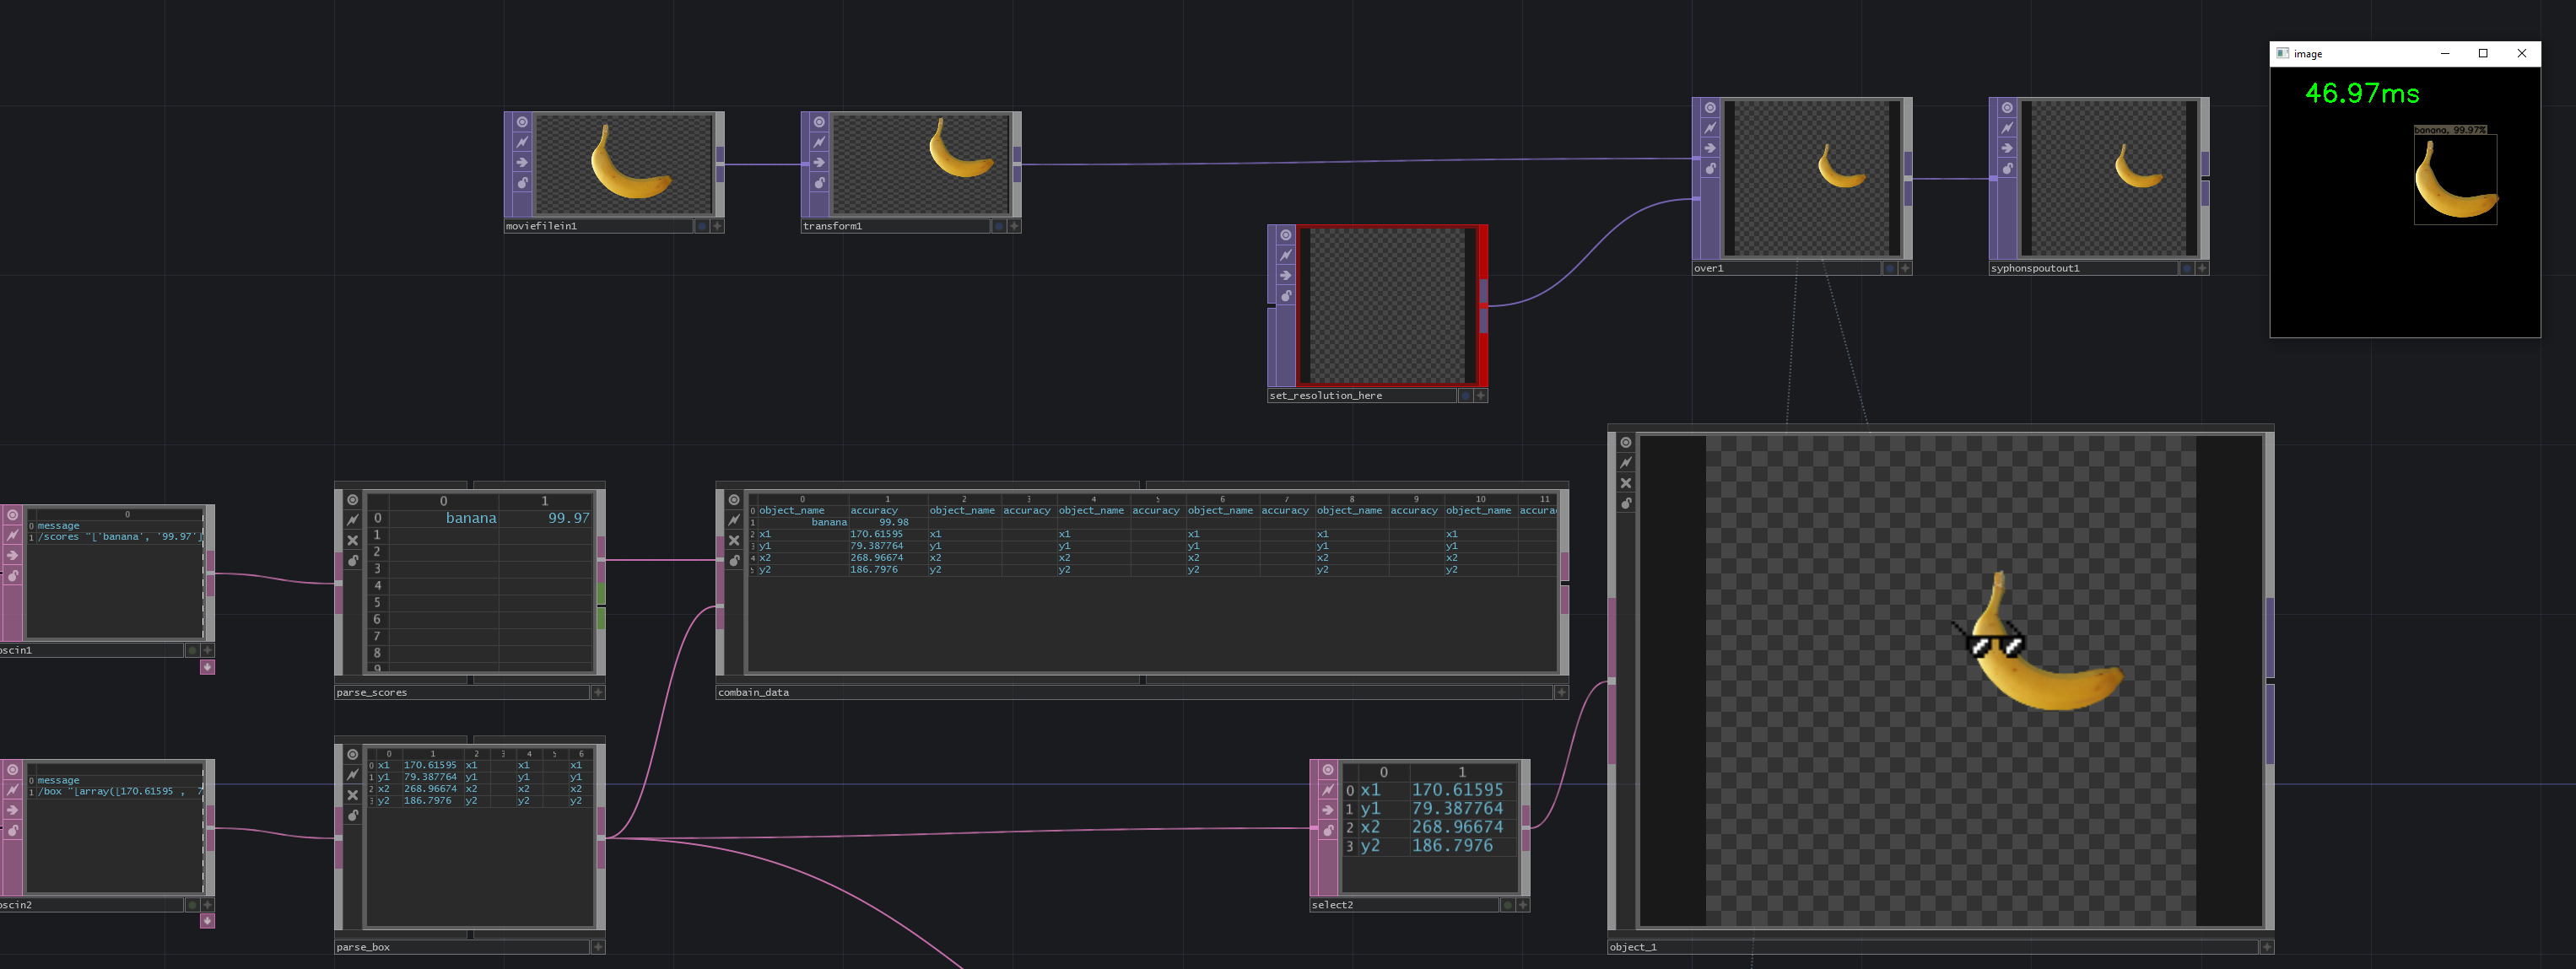 image
46.97ms
banana, 99.97%
moviefilein1
transform1
over1
syphonspoutout1
set_resolution_here
0
0 message
1 /scores "['banana', '99.97']
oscin1
0 1
0 banana 99.97
1
2
3
4
5
6
7
8
9
parse_scores
0 1 2 3 4 5 6 7 8 9 10 11
0 object_name accuracy object_name accuracy object_name accuracy object_name accuracy object_name accuracy object_name accura
1 banana 99.98
2 x1 170.61595 x1 x1 x1 x1 x1
3 y1 79.387764 y1 y1 y1 y1 y1
4 x2 268.96674 x2 x2 x2 x2 x2
5 y2 186.7976 y2 y2 y2 y2 y2
combain_data
0
0 message
1 /box "[array([170.61595 , 7
oscin2
0 1 2 3 4 5 6
0 x1 170.61595 x1 x1 x1
1 y1 79.387764 y1 y1 y1
2 x2 268.96674 x2 x2 x2
3 y2 186.7976 y2 y2 y2
parse_box
0 1
0 x1 170.61595
1 y1 79.387764
2 x2 268.96674
3 y2 186.7976
select2
object_1